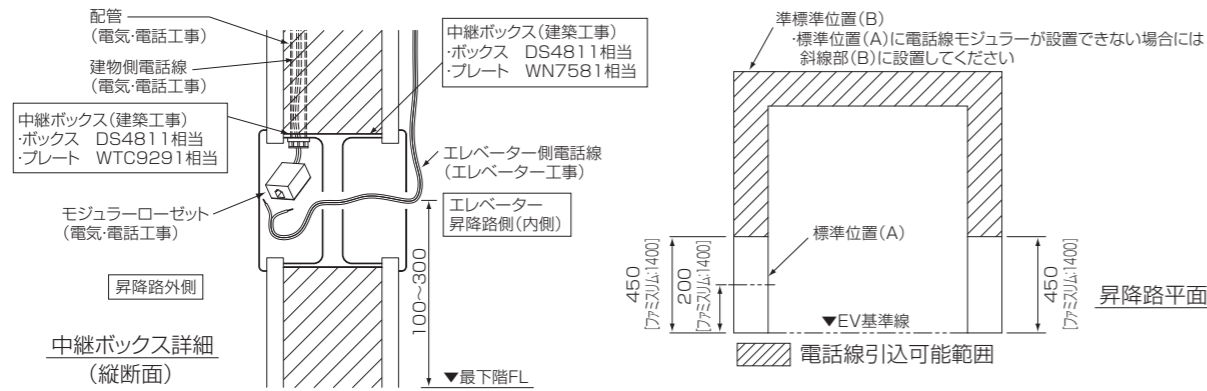 配管
(電気・電話工事)
建物側電話線
(電気・電話工事)
中継ボックス(建築工事)
・ボックス DS4811相当
・プレート WTC9291相当
モジュラーローゼット
(電気・電話工事)
昇降路外側
中継ボックス詳細
(縦断面)
中継ボックス(建築工事)
・ボックス DS4811相当
・プレート WN7581相当
エレベーター側電話線
(エレベーター工事)
エレベーター
昇降路側(内側)
100~300
▼最下階FL
準標準位置(B)
・標準位置(A)に電話線モジュラーが設置できない場合には
斜線部(B)に設置してください
標準位置(A)
450
[ファミスリム:1400]
200
[ファミスリム:1400]
▼EV基準線
450
[ファミスリム:1400]
昇降路平面
電話線引込可能範囲